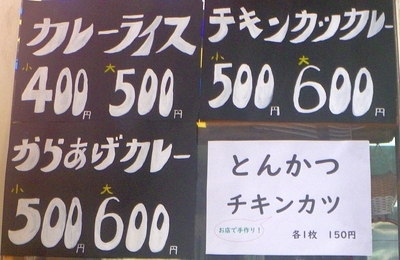 カレーライス
小 400円 大 500円
チキンカツカレー
小 500円 大 600円
からあげカレー
小 500円 大 600円
とんかつ
チキンカツ
お店で手作り！
各1枚 150円